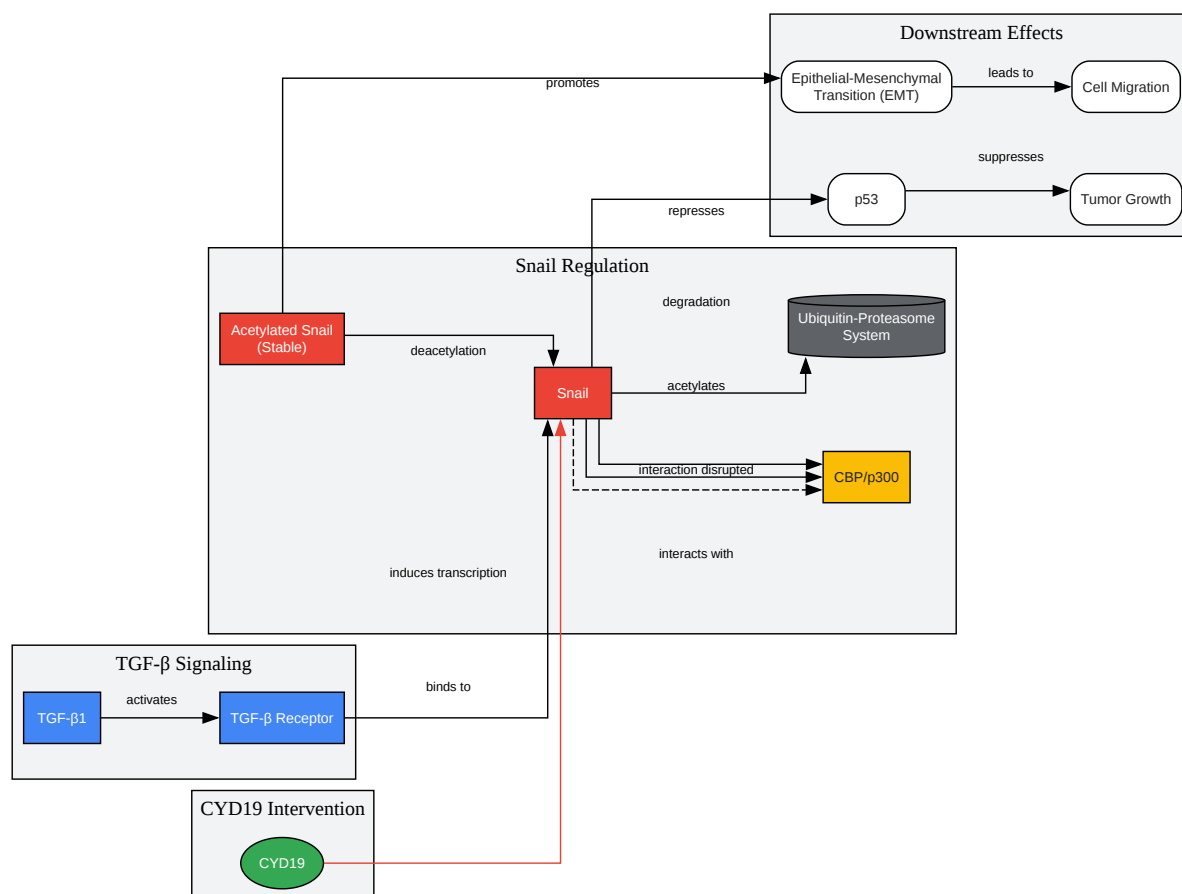 Downstream Effects
Epithelial-Mesenchymal
Transition (EMT)
leads to
Cell Migration
promotes
suppresses
p53
Tumor Growth
represses
Snail Regulation
degradation
Ubiquitin-Proteasome
System
Acetylated Snail
(Stable)
deacetylation
Snail
acetylates
interaction disrupted
CBP/p300
interacts with
induces transcription
TGF-β Signaling
TGF-β1
activates
TGF-β Receptor
binds to
CYD19 Intervention
CYD19